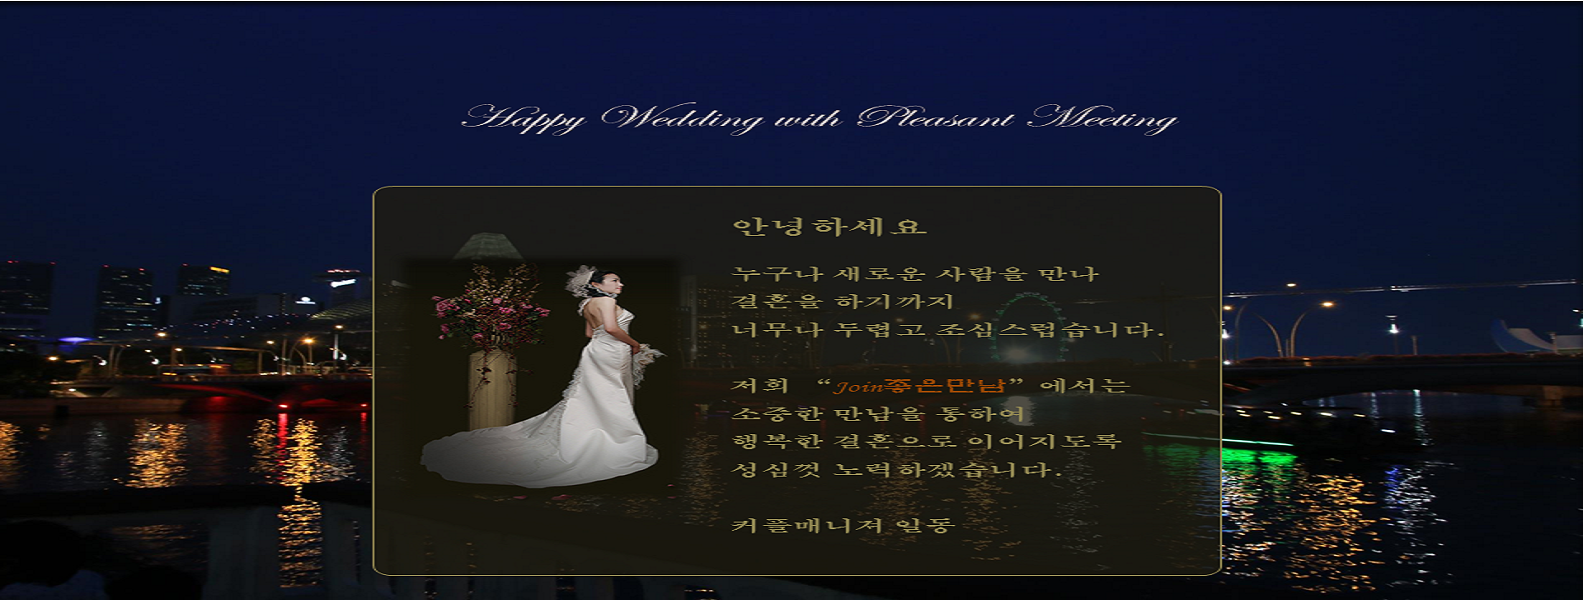 Happy Wedding with Pleasant Meeting
안녕하세요
누구나 새로운 사람을 만나
결혼을 하기까지
너무나 두렵고 조심스럽습니다.
저희 “Join좋은만남”에서는
소중한 만남을 통하여
행복한 결혼으로 이어지도록
성심껏 노력하겠습니다.
커플매니져 일동